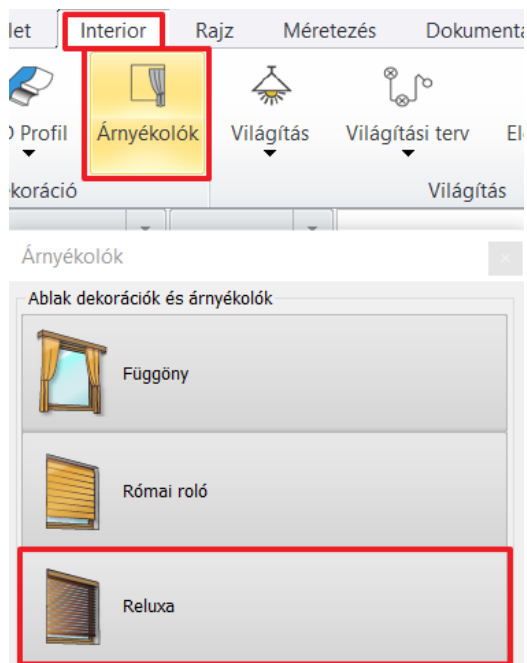 let Interior Rajz Méretezés Dokumenta
Profil Árnyékolók Világítás Világítási terv El
koráció Világítás
Árnyékolók
Ablak dekorációk és árnyékolók
Függöny
Római roló
Reluxa